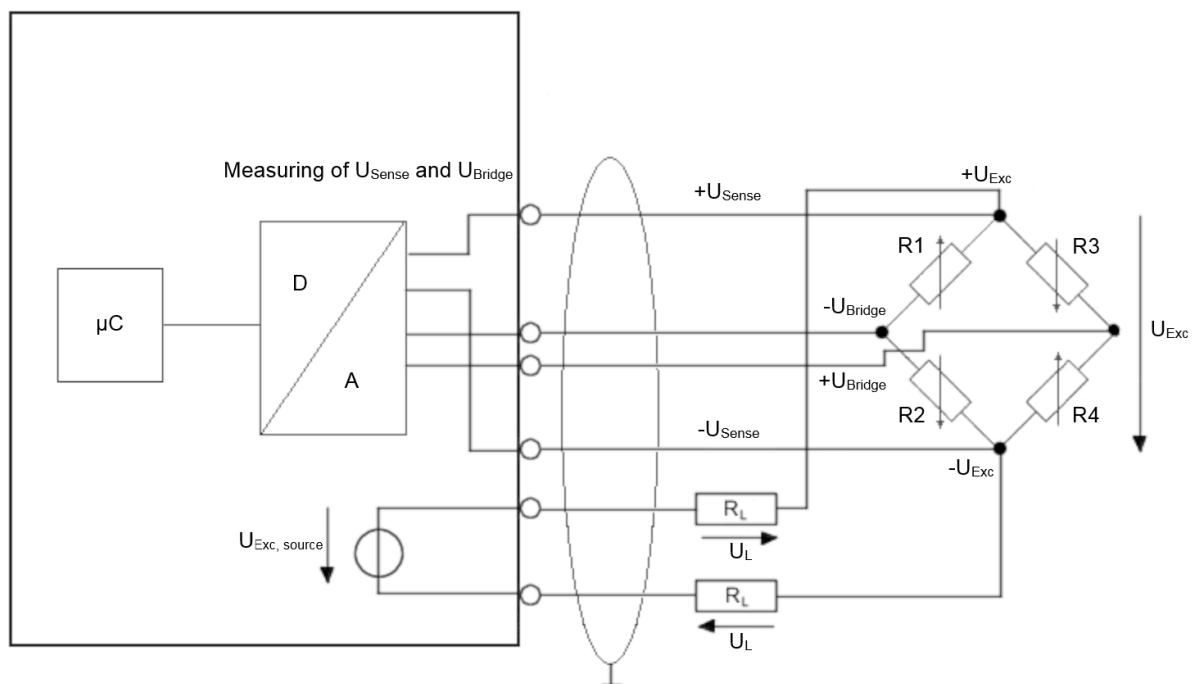 Measuring of USense and UBridge
+USense
+UExc
R1
R3
D
µC
-UBridge
UExc
A
+UBridge
R2
R4
-USense
-UExc
RL
UExc, source
UL
RL
UL